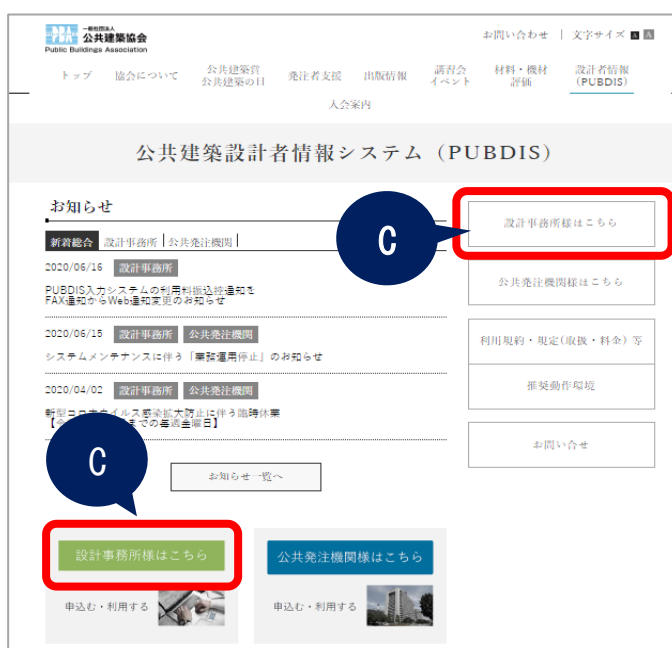 一般社団法人
公共建築協会
Public Buildings Association
お問い合わせ | 文字サイズ A A
トップ
協会について
公共建築賞
公共建築の日
発注者支援
出版情報
講習会
イベント
材料・機材
評価
設計者情報
(PUBDIS)
入会案内
公共建築設計者情報システム（PUBDIS）
お知らせ
新着総合 設計事務所 | 公共発注機関 |
2020/06/16 設計事務所
PUBDIS入力システムの利用料振込控通知を
FAX通知からWeb通知変更のお知らせ
2020/06/15 設計事務所 公共発注機関
システムメンテナンスに伴う「業務運用停止」のお知らせ
2020/04/02 設計事務所 公共発注機関
新型コロナウイルス感染拡大防止に伴う臨時休業
までの毎週金曜日】
お知らせ一覧へ
C
設計事務所様はこちら
申込む・利用する
公共発注機関様はこちら
申込む・利用する
C
設計事務所様はこちら
公共発注機関様はこちら
利用規約・規定(取扱・料金) 等
推奨動作環境
お問い合せ